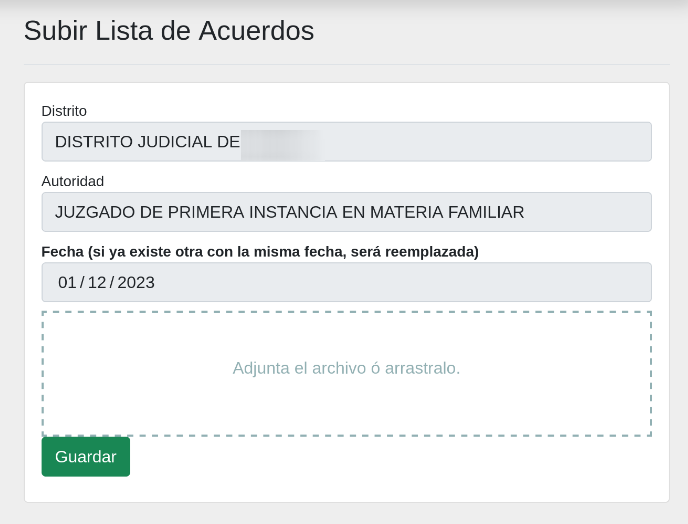 Subir Lista de Acuerdos
Distrito
DISTRITO JUDICIAL DE
Autoridad
JUZGADO DE PRIMERA INSTANCIA EN MATERIA FAMILIAR
Fecha (si ya existe otra con la misma fecha, será reemplazada)
01 / 12 / 2023
Adjunta el archivo ó arrastralo.
Guardar